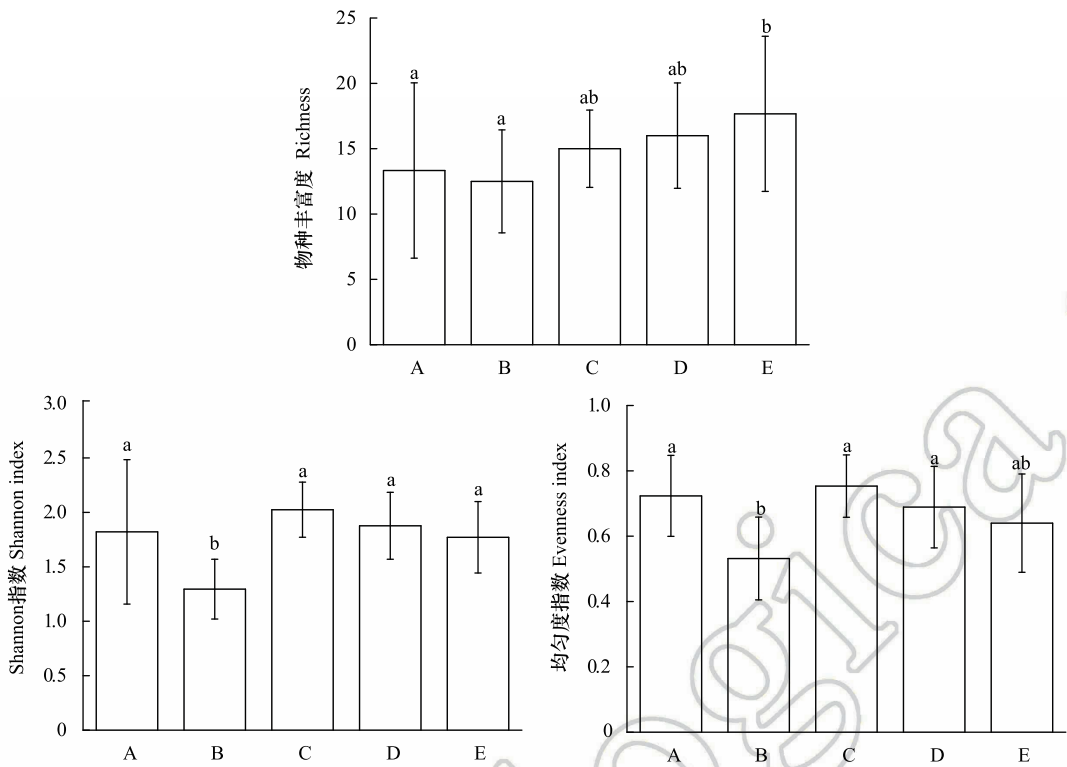 25
20
15
10
5
0
物种丰富度 Richness
a
a
ab
ab
b
A B C D E
3.0
2.5
2.0
1.5
1.0
0.5
0
Shannon指数 Shannon index
a
b
a
a
a
A B C D E
1.0
0.8
0.6
0.4
0.2
0
均匀度指数 Evenness index
a
b
a
a
ab
A B C D E
ogica